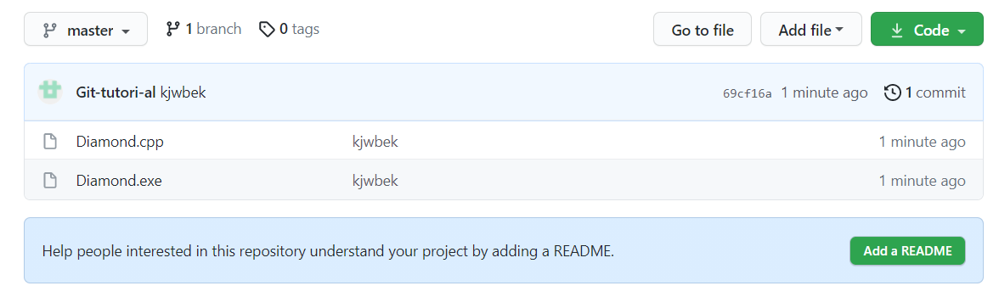 master 1 branch 0 tags Go to file Add file Code
Git-tutori-al kjwbek 69cf16a 1 minute ago 1 commit
Diamond.cpp kjwbek 1 minute ago
Diamond.exe kjwbek 1 minute ago
Help people interested in this repository understand your project by adding a README. Add a README